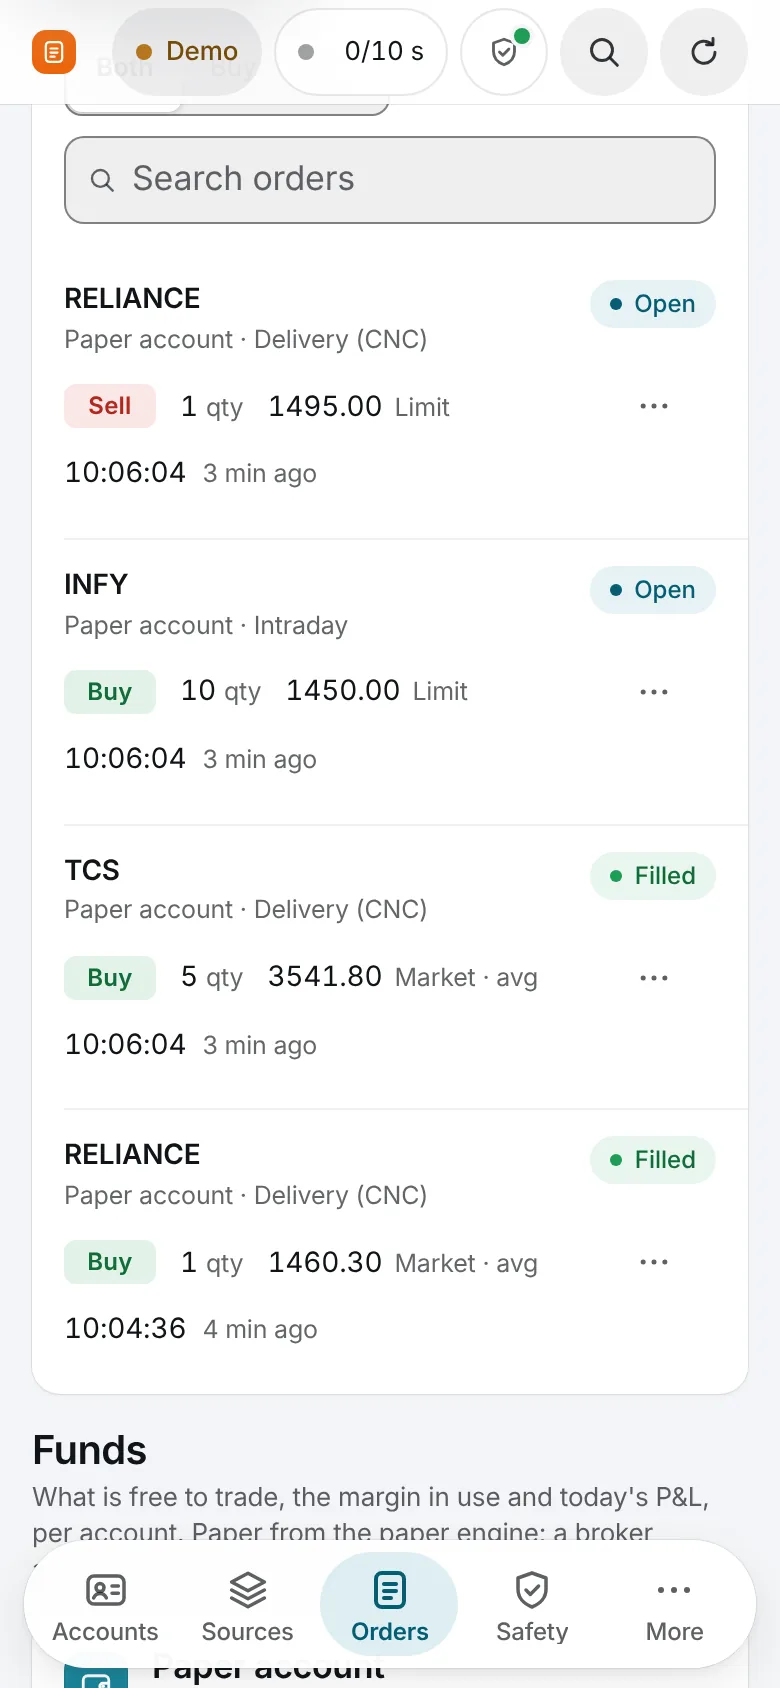 Demo
0/10 s
Both
Buy
Search orders
RELIANCE
Open
Paper account · Delivery (CNC)
Sell 1 qty 1495.00 Limit
10:06:04 3 min ago
INFY
Open
Paper account · Intraday
Buy 10 qty 1450.00 Limit
10:06:04 3 min ago
TCS
Filled
Paper account · Delivery (CNC)
Buy 5 qty 3541.80 Market · avg
10:06:04 3 min ago
RELIANCE
Filled
Paper account · Delivery (CNC)
Buy 1 qty 1460.30 Market · avg
10:04:36 4 min ago
Funds
What is free to trade, the margin in use and today's P&L,
per account. Paper from the paper engine; a broker
Accounts Sources Orders Safety More
Paper account